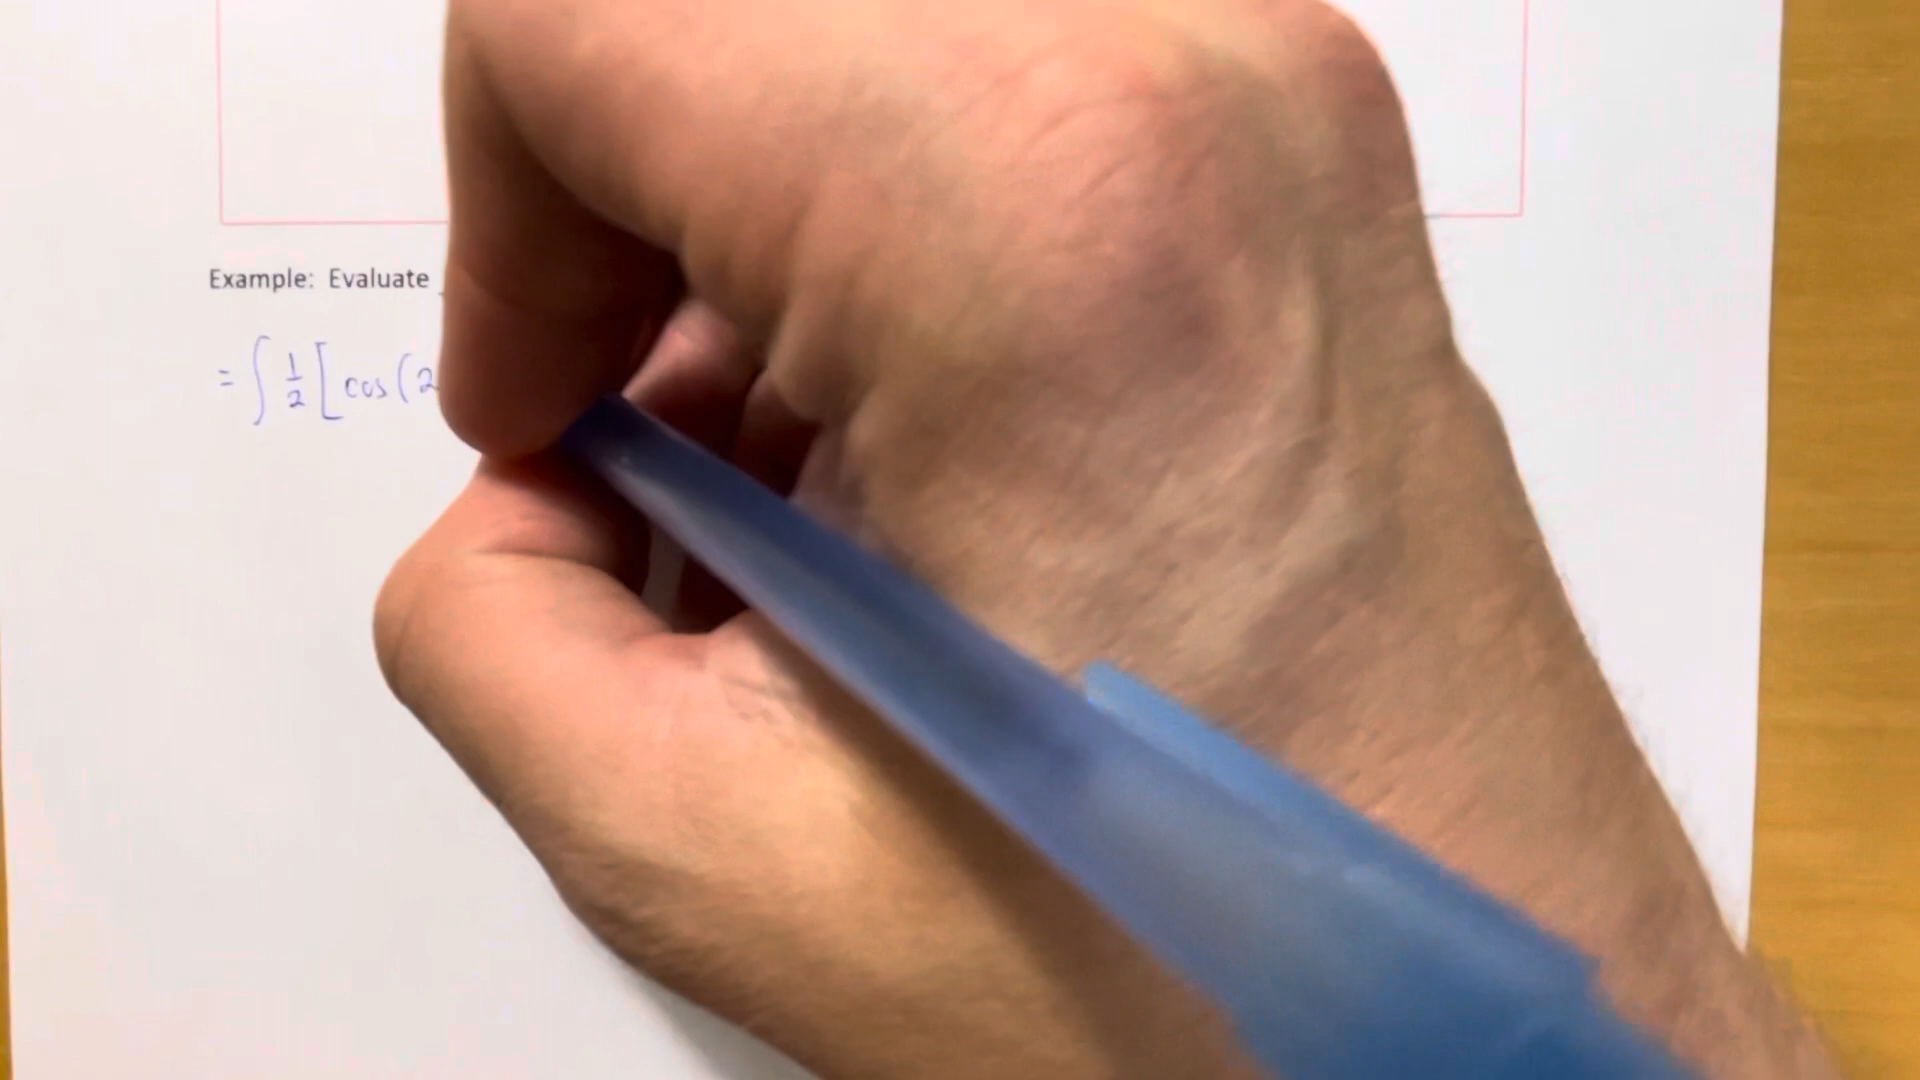 Example: Evaluate
= ∫ 1/2 [ cos (2